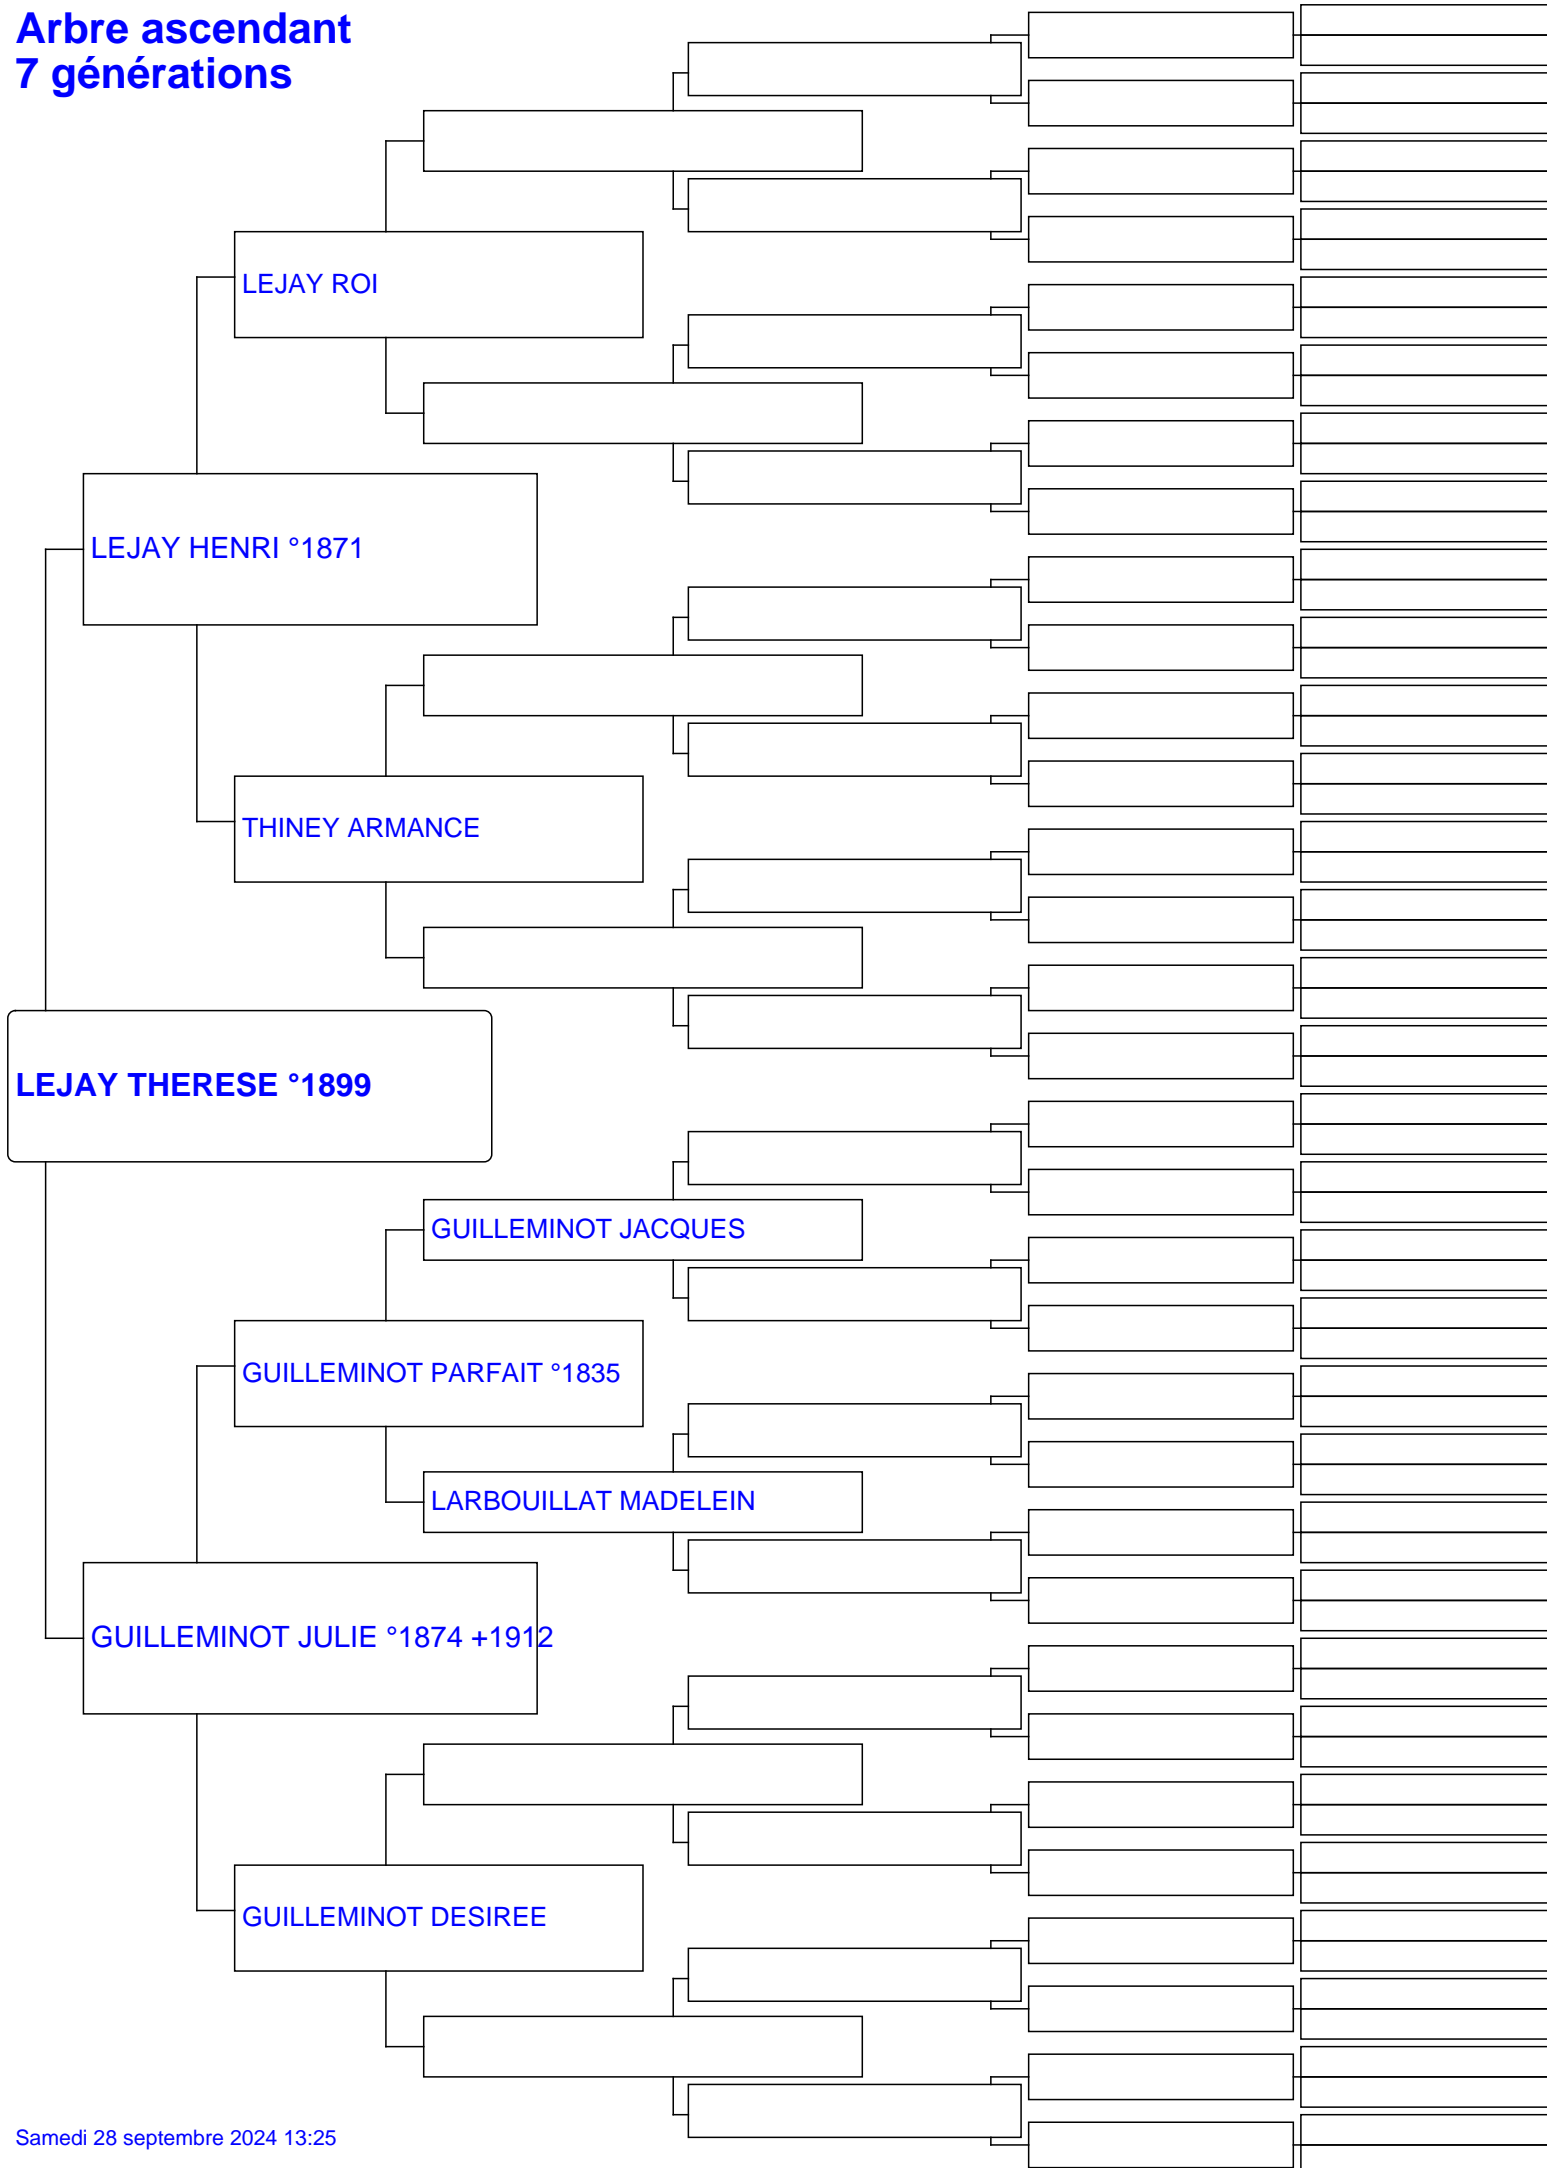 Arbre ascendant
7 générations
LEJAY ROI
LEJAY HENRI °1871
THINEY ARMANCE
LEJAY THERESE °1899
GUILLEMINOT JACQUES
GUILLEMINOT PARFAIT °1835
LARBOUILLAT MADELEIN
GUILLEMINOT JULIE °1874 +1912
GUILLEMINOT DESIREE
Samedi 28 septembre 2024 13:25